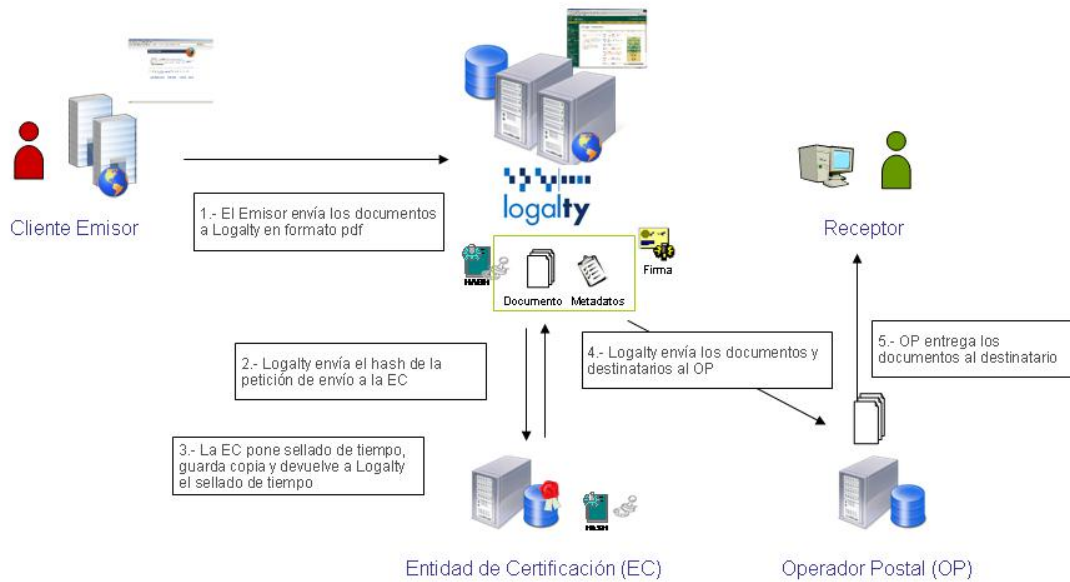 Cliente Emisor
1.- El Emisor envía los documentos
a Logalty en formato pdf
logalty
Receptor
HASH
Documento
Metadatos
Firma
2.- Logalty envía el hash de la
petición de envío a la EC
4.- Logalty envía los documentos y
destinatarios al OP
5.- OP entrega los
documentos al destinatario
3.- La EC pone sellado de tiempo,
guarda copia y devuelve a Logalty
el sellado de tiempo
HASH
Entidad de Certificación (EC)
Operador Postal (OP)